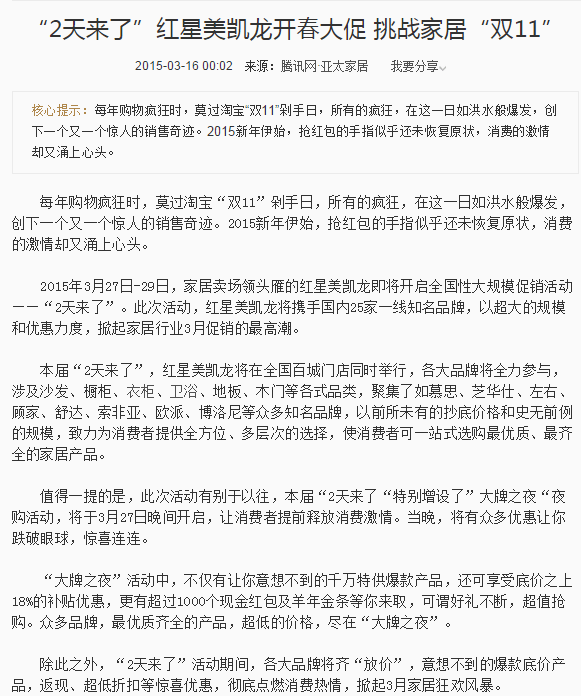 “2天来了”红星美凯龙开春大促 挑战家居“双11”
2015-03-16 00:02 来源：腾讯网·亚太家居 我要分享
核心提示：每年购物疯狂时，莫过淘宝“双11”剁手日，所有的疯狂，在这一日如洪水般爆发，创
下一个又一个惊人的销售奇迹。2015新年伊始，抢红包的手指似乎还未恢复原状，消费的激情
却又涌上心头。
每年购物疯狂时，莫过淘宝“双11”剁手日，所有的疯狂，在这一日如洪水般爆发，
创下一个又一个惊人的销售奇迹。2015新年伊始，抢红包的手指似乎还未恢复原状，消费
的激情却又涌上心头。
2015年3月27日-29日，家居卖场领头雁的红星美凯龙即将开启全国性大规模促销活动
——“2天来了”。此次活动，红星美凯龙将携手国内25家一线知名品牌，以超大的规模
和优惠力度，掀起家居行业3月促销的最高潮。
本届“2天来了”，红星美凯龙将在全国百城门店同时举行，各大品牌将全力参与，
涉及沙发、橱柜、衣柜、卫浴、地板、木门等各式品类，聚集了如慕思、芝华仕、左右、
顾家、舒达、索非亚、欧派、博洛尼等众多知名品牌，以前所未有的抄底价格和史无前例
的规模，致力为消费者提供全方位、多层次的选择，使消费者可一站式选购最优质、最齐
全的家居产品。
值得一提的是，此次活动有别于以往，本届“2天来了“特别增设了”大牌之夜“夜
购活动，将于3月27日晚间开启，让消费者提前释放消费激情。当晚，将有众多优惠让你
跌破眼球，惊喜连连。
“大牌之夜”活动中，不仅有让你意想不到的千万特供爆款产品，还可享受底价之上
18%的补贴优惠，更有超过1000个现金红包及羊年金条等你来取，可谓好礼不断，超值抢
购。众多品牌，最优质齐全的产品，超低的价格，尽在“大牌之夜”。
除此之外，“2天来了”活动期间，各大品牌将齐“放价”，意想不到的爆款底价产
品，返现、超低折扣等惊喜优惠，彻底点燃消费热情，掀起3月家居狂欢风暴。